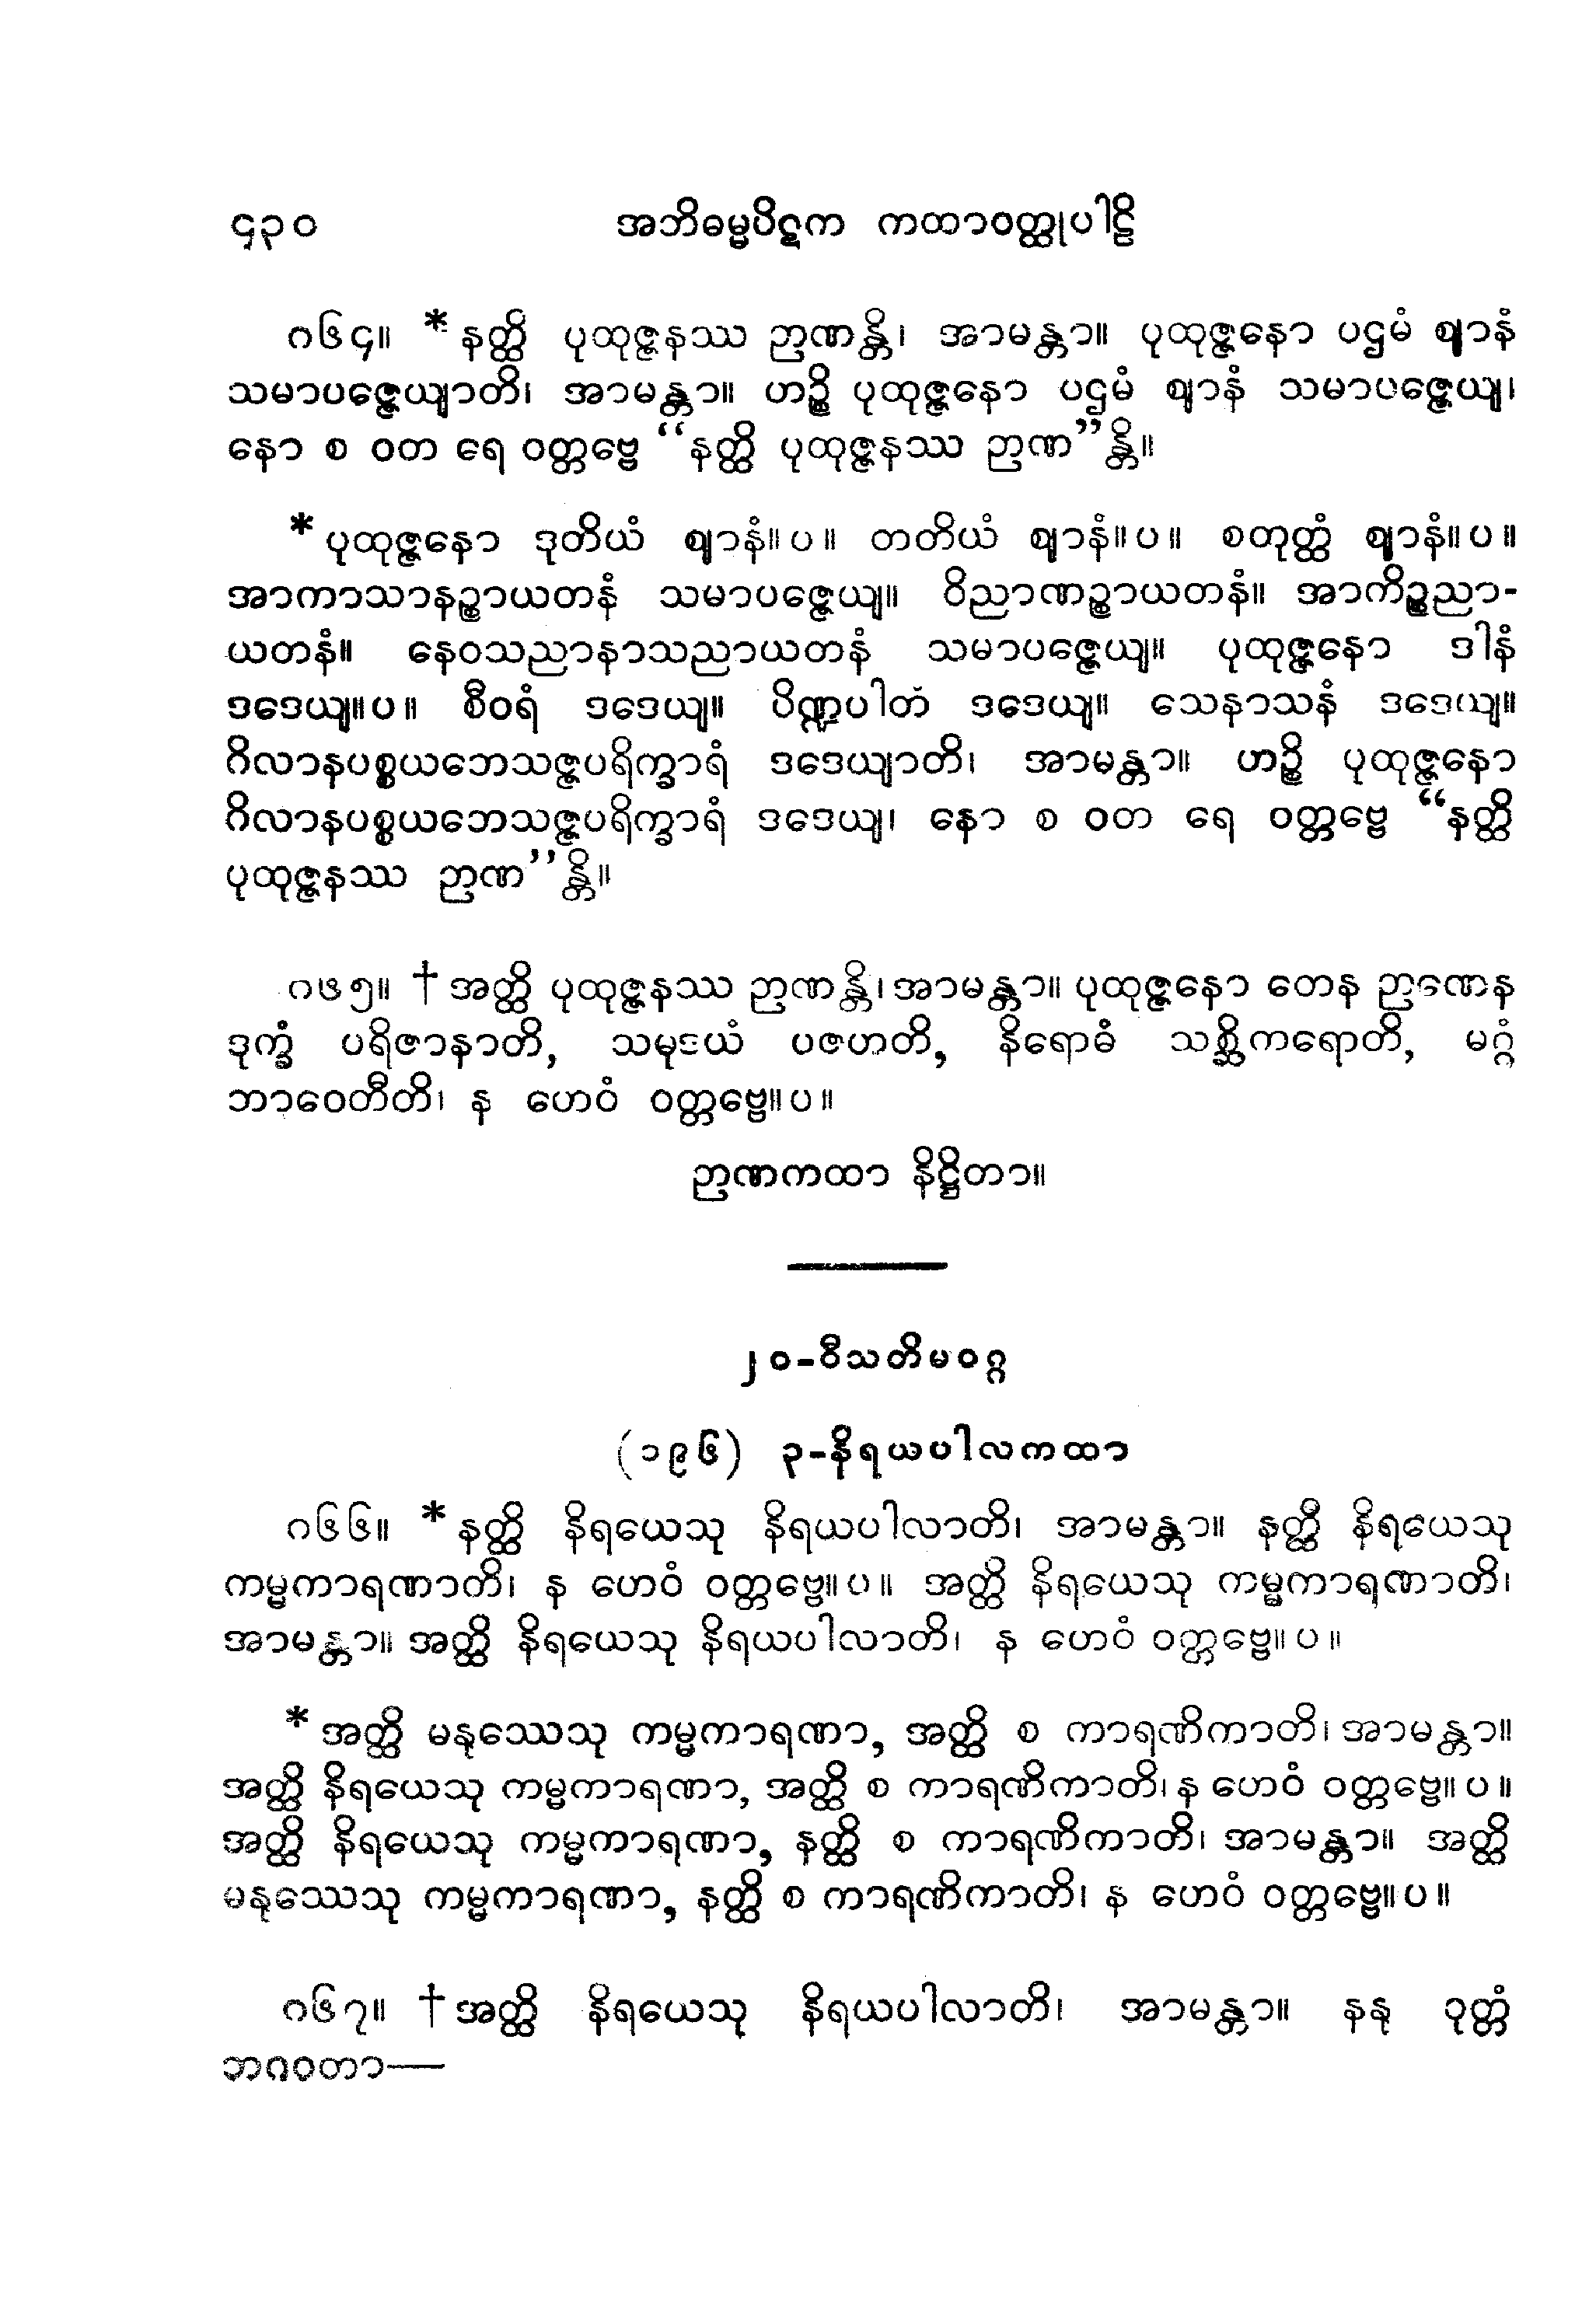 ၄၃၀ အဘိဓမ္မပိဋက ကထာဝတ္ထုပါဠိ
၈၆၄။ *နတ္ထိ ပုထုဇ္ဇနဿ ဉာဏန္တိ၊ အာမန္တာ။ ပုထုဇ္ဇနော ပဌမံ ဈာနံ
သမာပဇ္ဇေယျာတိ၊ အာမန္တာ။ ဟဉ္စိ ပုထုဇ္ဇနော ပဌမံ ဈာနံ သမာပဇ္ဇေယျ၊
နော စ ဝတ ရေ ဝတ္တဗ္ဗေ “နတ္ထိ ပုထုဇ္ဇနဿ ဉာဏ”န္တိ။
*ပုထုဇ္ဇနော ဒုတိယံ ဈာနံ။ပ။ တတိယံ ဈာနံ။ပ။ စတုတ္ထံ ဈာနံ။ပ။
အာကာသာနဉ္စာယတနံ သမာပဇ္ဇေယျ။ ဝိညာဏဉ္စာယတနံ။ အာကိဉ္စညာ-
ယတနံ။ နေဝသညာနာသညာယတနံ သမာပဇ္ဇေယျ။ ပုထုဇ္ဇနော ဒါနံ
ဒဒေယျ။ပ။ စီဝရံ ဒဒေယျ။ ပိဏ္ဍပါတံ ဒဒေယျ။ သေနာသနံ ဒဒေယျ။
ဂိလာနပစ္စယဘေသဇ္ဇပရိက္ခာရံ ဒဒေယျာတိ၊ အာမန္တာ။ ဟဉ္စိ ပုထုဇ္ဇနော
ဂိလာနပစ္စယဘေသဇ္ဇပရိက္ခာရံ ဒဒေယျ၊ နော စ ဝတ ရေ ဝတ္တဗ္ဗေ “နတ္ထိ
ပုထုဇ္ဇနဿ ဉာဏ”န္တိ။
၈၆၅။ †အတ္ထိ ပုထုဇ္ဇနဿ ဉာဏန္တိ၊ အာမန္တာ။ ပုထုဇ္ဇနော တေန ဉာဏေန
ဒုက္ခံ ပရိဇာနာတိ, သမုဒယံ ပဇဟတိ, နိရောဓံ သစ္ဆိကရောတိ, မဂ္ဂံ
ဘာဝေတီတိ၊ န ဟေဝံ ဝတ္တဗ္ဗေ။ပ။
ဉာဏကထာ နိဋ္ဌိတာ။
၂၀-ဝီသတိမဝဂ္ဂ
(၁၉၆) ၃-နိရယပါလကထာ
၈၆၆။ *နတ္ထိ နိရယေသု နိရယပါလာတိ၊ အာမန္တာ။ နတ္ထိ နိရယေသု
ကမ္မကာရဏာတိ၊ န ဟေဝံ ဝတ္တဗ္ဗေ။ပ။ အတ္ထိ နိရယေသု ကမ္မကာရဏာတိ၊
အာမန္တာ။ အတ္ထိ နိရယေသု နိရယပါလာတိ၊ န ဟေဝံ ဝတ္တဗ္ဗေ။ပ။
*အတ္ထိ မနုဿေသု ကမ္မကာရဏာ, အတ္ထိ စ ကာရဏိကာတိ၊ အာမန္တာ။
အတ္ထိ နိရယေသု ကမ္မကာရဏာ, အတ္ထိ စ ကာရဏိကာတိ၊ န ဟေဝံ ဝတ္တဗ္ဗေ။ပ။
အတ္ထိ နိရယေသု ကမ္မကာရဏာ, နတ္ထိ စ ကာရဏိကာတိ၊ အာမန္တာ။ အတ္ထိ
မနုဿေသု ကမ္မကာရဏာ, နတ္ထိ စ ကာရဏိကာတိ၊ န ဟေဝံ ဝတ္တဗ္ဗေ။ပ။
၈၆၇။ †အတ္ထိ နိရယေသု နိရယပါလာတိ၊ အာမန္တာ။ နနု ဝုတ္တံ
ဘဂဝတာ—